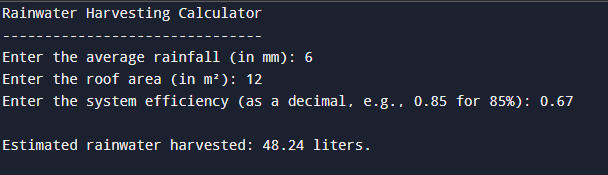 Rainwater Harvesting Calculator
-------------------------------
Enter the average rainfall (in mm): 6
Enter the roof area (in m²): 12
Enter the system efficiency (as a decimal, e.g., 0.85 for 85%): 0.67
Estimated rainwater harvested: 48.24 liters.